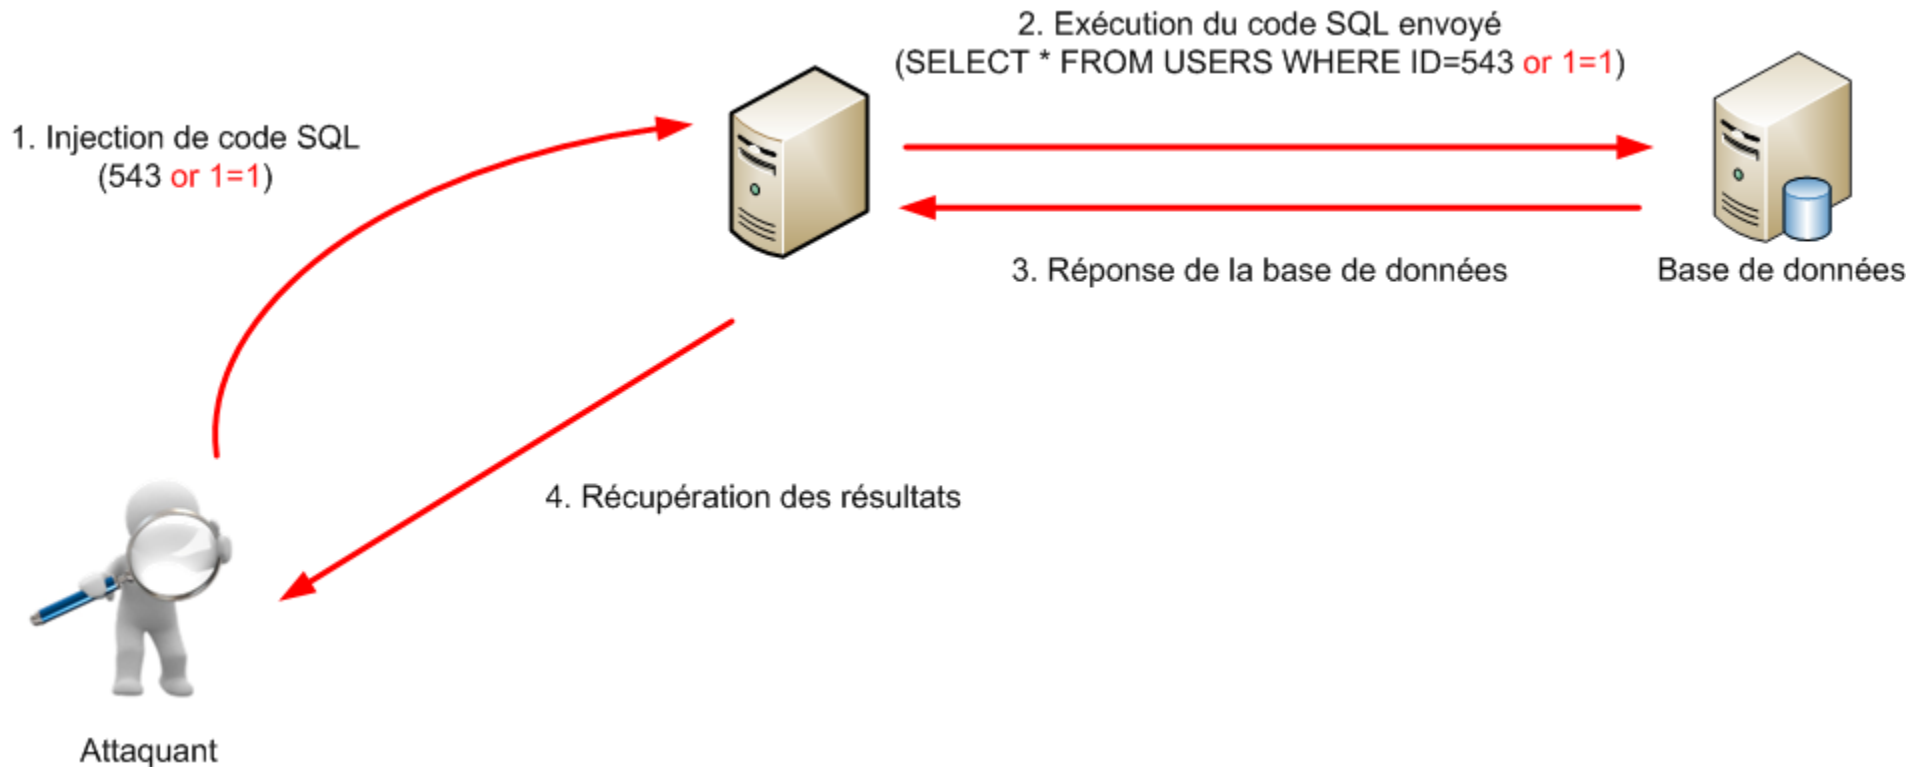 2. Exécution du code SQL envoyé
(SELECT * FROM USERS WHERE ID=543 or 1=1)
1. Injection de code SQL
(543 or 1=1)
3. Réponse de la base de données
Base de données
4. Récupération des résultats
Attaquant